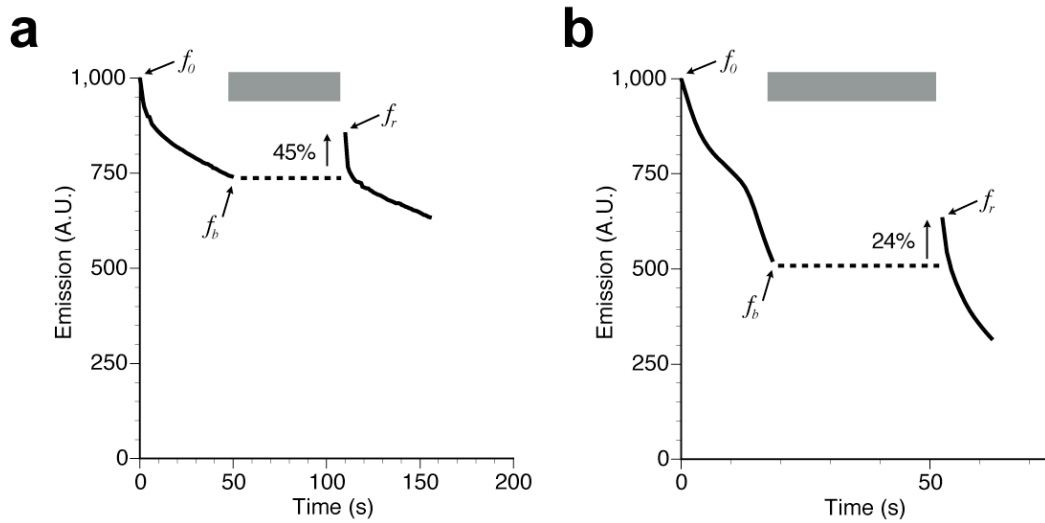 a
f0
1,000
fr
45%
750
fb
500
250
0
Emission (A.U.)
0 50 100 150 200
Time (s)
b
f0
1,000
750
fr
24%
500
fb
250
0
Emission (A.U.)
0 50
Time (s)